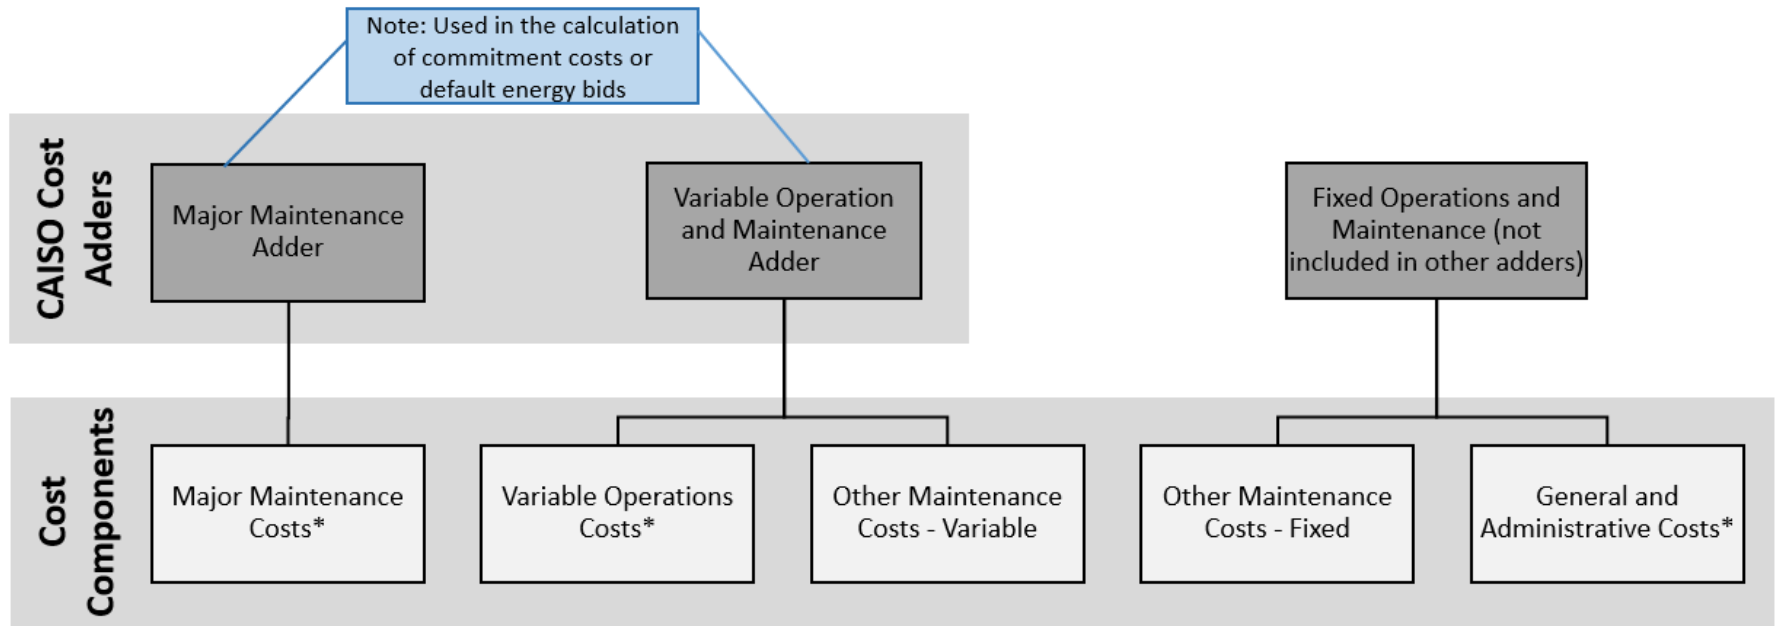 Note: Used in the calculation
of commitment costs or
default energy bids
CAISO Cost
Adders
Major Maintenance
Adder
Variable Operation
and Maintenance
Adder
Fixed Operations and
Maintenance (not
included in other adders)
Cost
Components
Major Maintenance
Costs*
Variable Operations
Costs*
Other Maintenance
Costs - Variable
Other Maintenance
Costs - Fixed
General and
Administrative Costs*